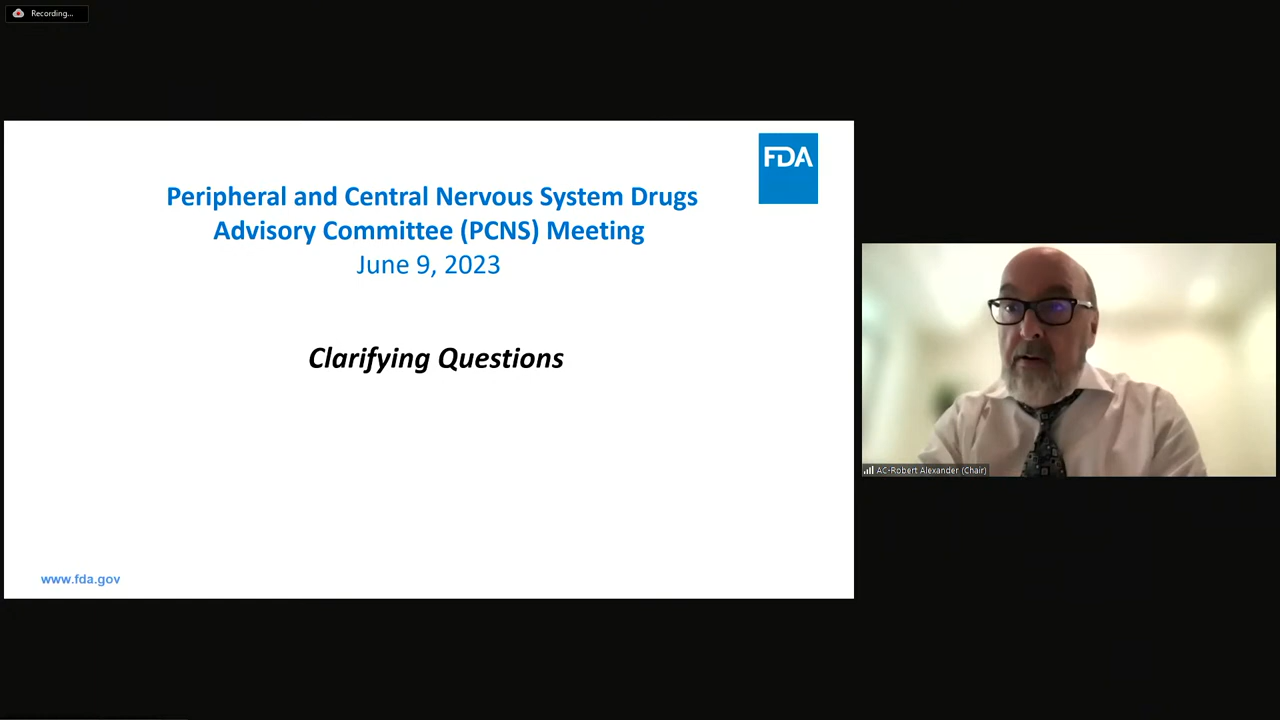 Recording...
FDA
Peripheral and Central Nervous System Drugs
Advisory Committee (PCNS) Meeting
June 9, 2023
Clarifying Questions
www.fda.gov
AC-Robert Alexander (Chair)